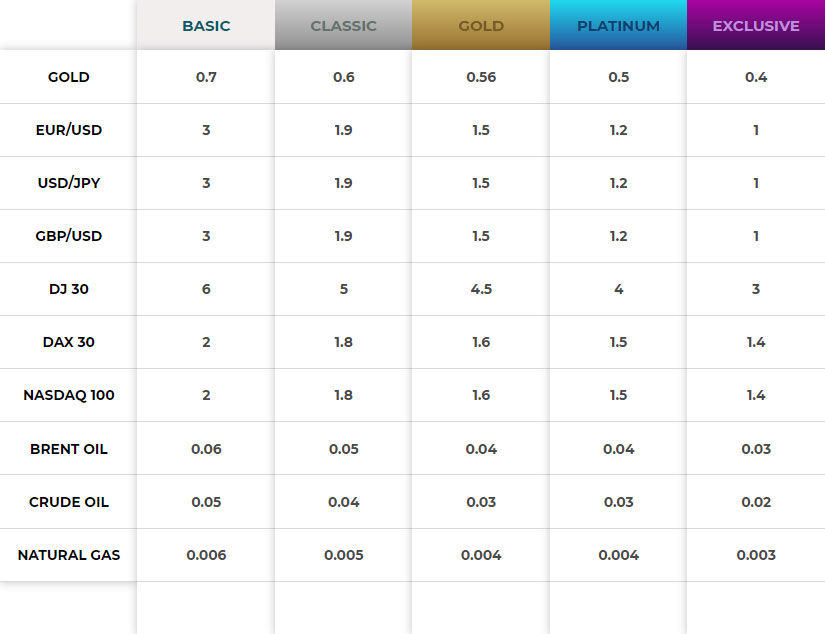 BASIC CLASSIC GOLD PLATINUM EXCLUSIVE
GOLD 0.7 0.6 0.56 0.5 0.4
EUR/USD 3 1.9 1.5 1.2 1
USD/JPY 3 1.9 1.5 1.2 1
GBP/USD 3 1.9 1.5 1.2 1
DJ 30 6 5 4.5 4 3
DAX 30 2 1.8 1.6 1.5 1.4
NASDAQ 100 2 1.8 1.6 1.5 1.4
BRENT OIL 0.06 0.05 0.04 0.04 0.03
CRUDE OIL 0.05 0.04 0.03 0.03 0.02
NATURAL GAS 0.006 0.005 0.004 0.004 0.003